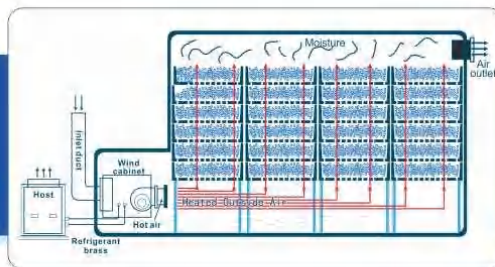 Moisture
Air
outlet
inlet duct
Wind
cabinet
Host
Heated Outside Air
Hot air
Refrigerant
brass